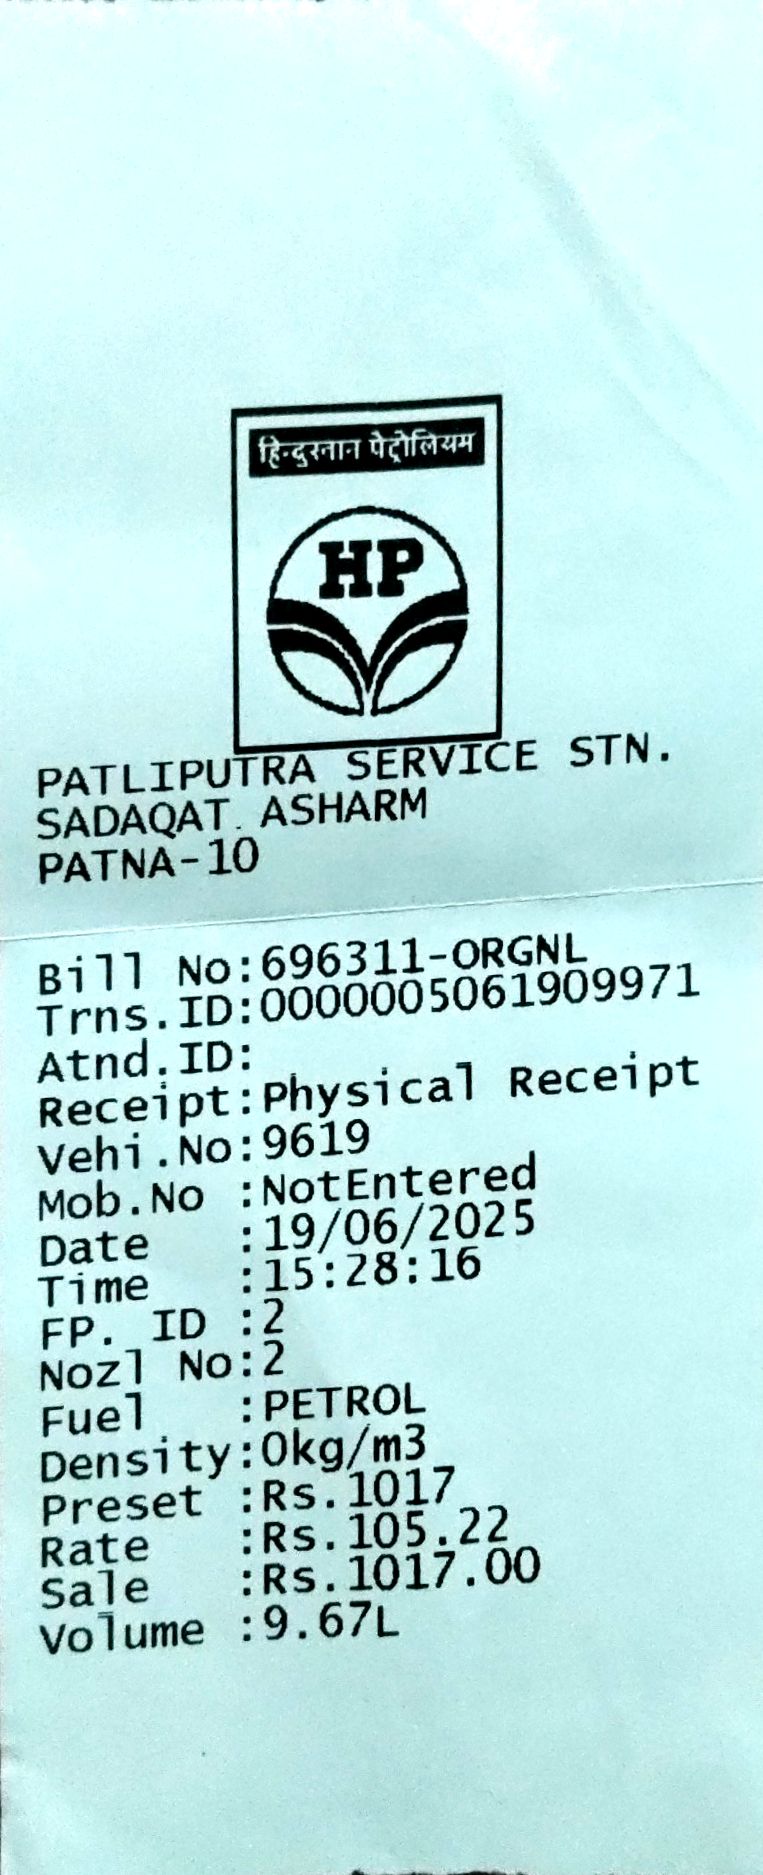 हिन्दुस्तान पेट्रोलियम
HP
PATLIPUTRA SERVICE STN.
SADAQAT ASHARM
PATNA-10
Bill No:696311-ORGNL
Trns.ID:0000005061909971
Atnd.ID:
Receipt:Physical Receipt
Vehi.No:9619
Mob.No :NotEntered
Date :19/06/2025
Time :15:28:16
FP. ID :2
Nozl No:2
Fuel :PETROL
Density:0kg/m3
Preset :Rs.1017
Rate :Rs.105.22
Sale :Rs.1017.00
Volume :9.67L